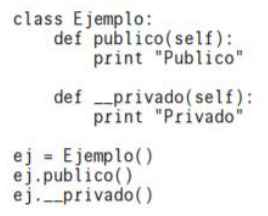 class Ejemplo:
    def publico(self):
        print "Publico"

    def __privado(self):
        print "Privado"

ej = Ejemplo()
ej.publico()
ej.__privado()